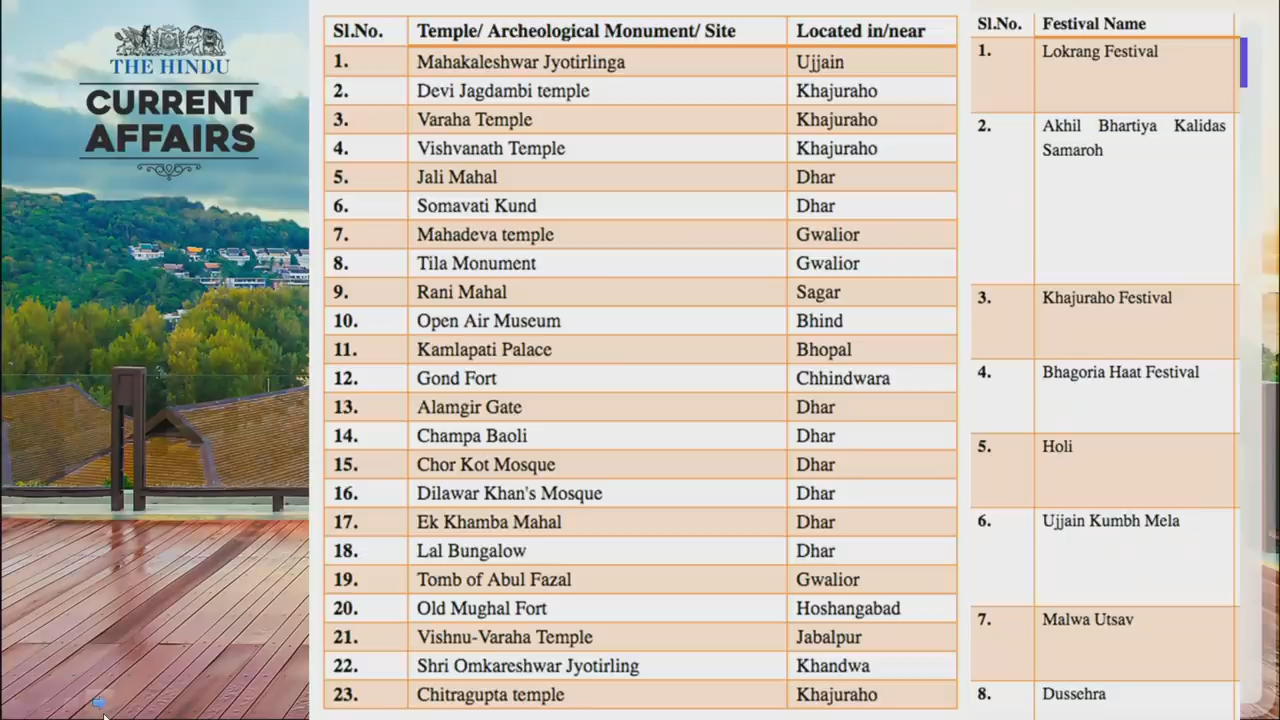 THE HINDU
CURRENT
AFFAIRS
Sl.No. Temple/ Archeological Monument/ Site Located in/near
1. Mahakaleshwar Jyotirlinga Ujjain
2. Devi Jagdambi temple Khajuraho
3. Varaha Temple Khajuraho
4. Vishvanath Temple Khajuraho
5. Jali Mahal Dhar
6. Somavati Kund Dhar
7. Mahadeva temple Gwalior
8. Tila Monument Gwalior
9. Rani Mahal Sagar
10. Open Air Museum Bhind
11. Kamlapati Palace Bhopal
12. Gond Fort Chhindwara
13. Alamgir Gate Dhar
14. Champa Baoli Dhar
15. Chor Kot Mosque Dhar
16. Dilawar Khan's Mosque Dhar
17. Ek Khamba Mahal Dhar
18. Lal Bungalow Dhar
19. Tomb of Abul Fazal Gwalior
20. Old Mughal Fort Hoshangabad
21. Vishnu-Varaha Temple Jabalpur
22. Shri Omkareshwar Jyotirling Khandwa
23. Chitragupta temple Khajuraho
Sl.No. Festival Name
1. Lokrang Festival
2. Akhil Bhartiya Kalidas
Samaroh
3. Khajuraho Festival
4. Bhagoria Haat Festival
5. Holi
6. Ujjain Kumbh Mela
7. Malwa Utsav
8. Dussehra